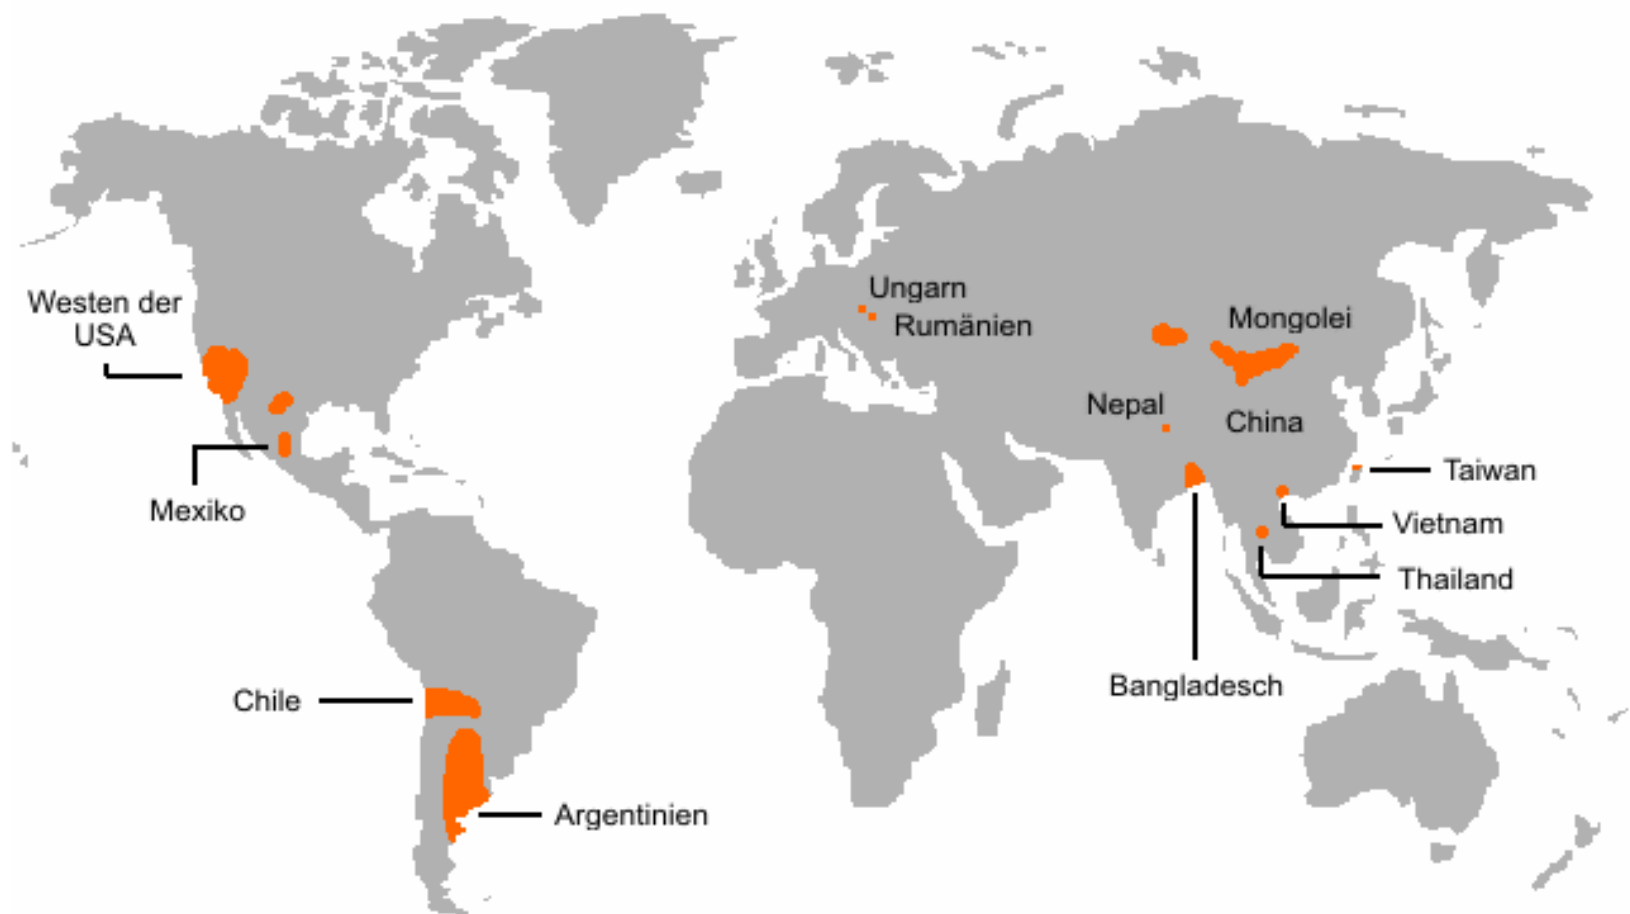 Westen der
USA
Mexiko
Chile
Argentinien
Ungarn
Rumänien
Mongolei
Nepal
China
Taiwan
Vietnam
Thailand
Bangladesch